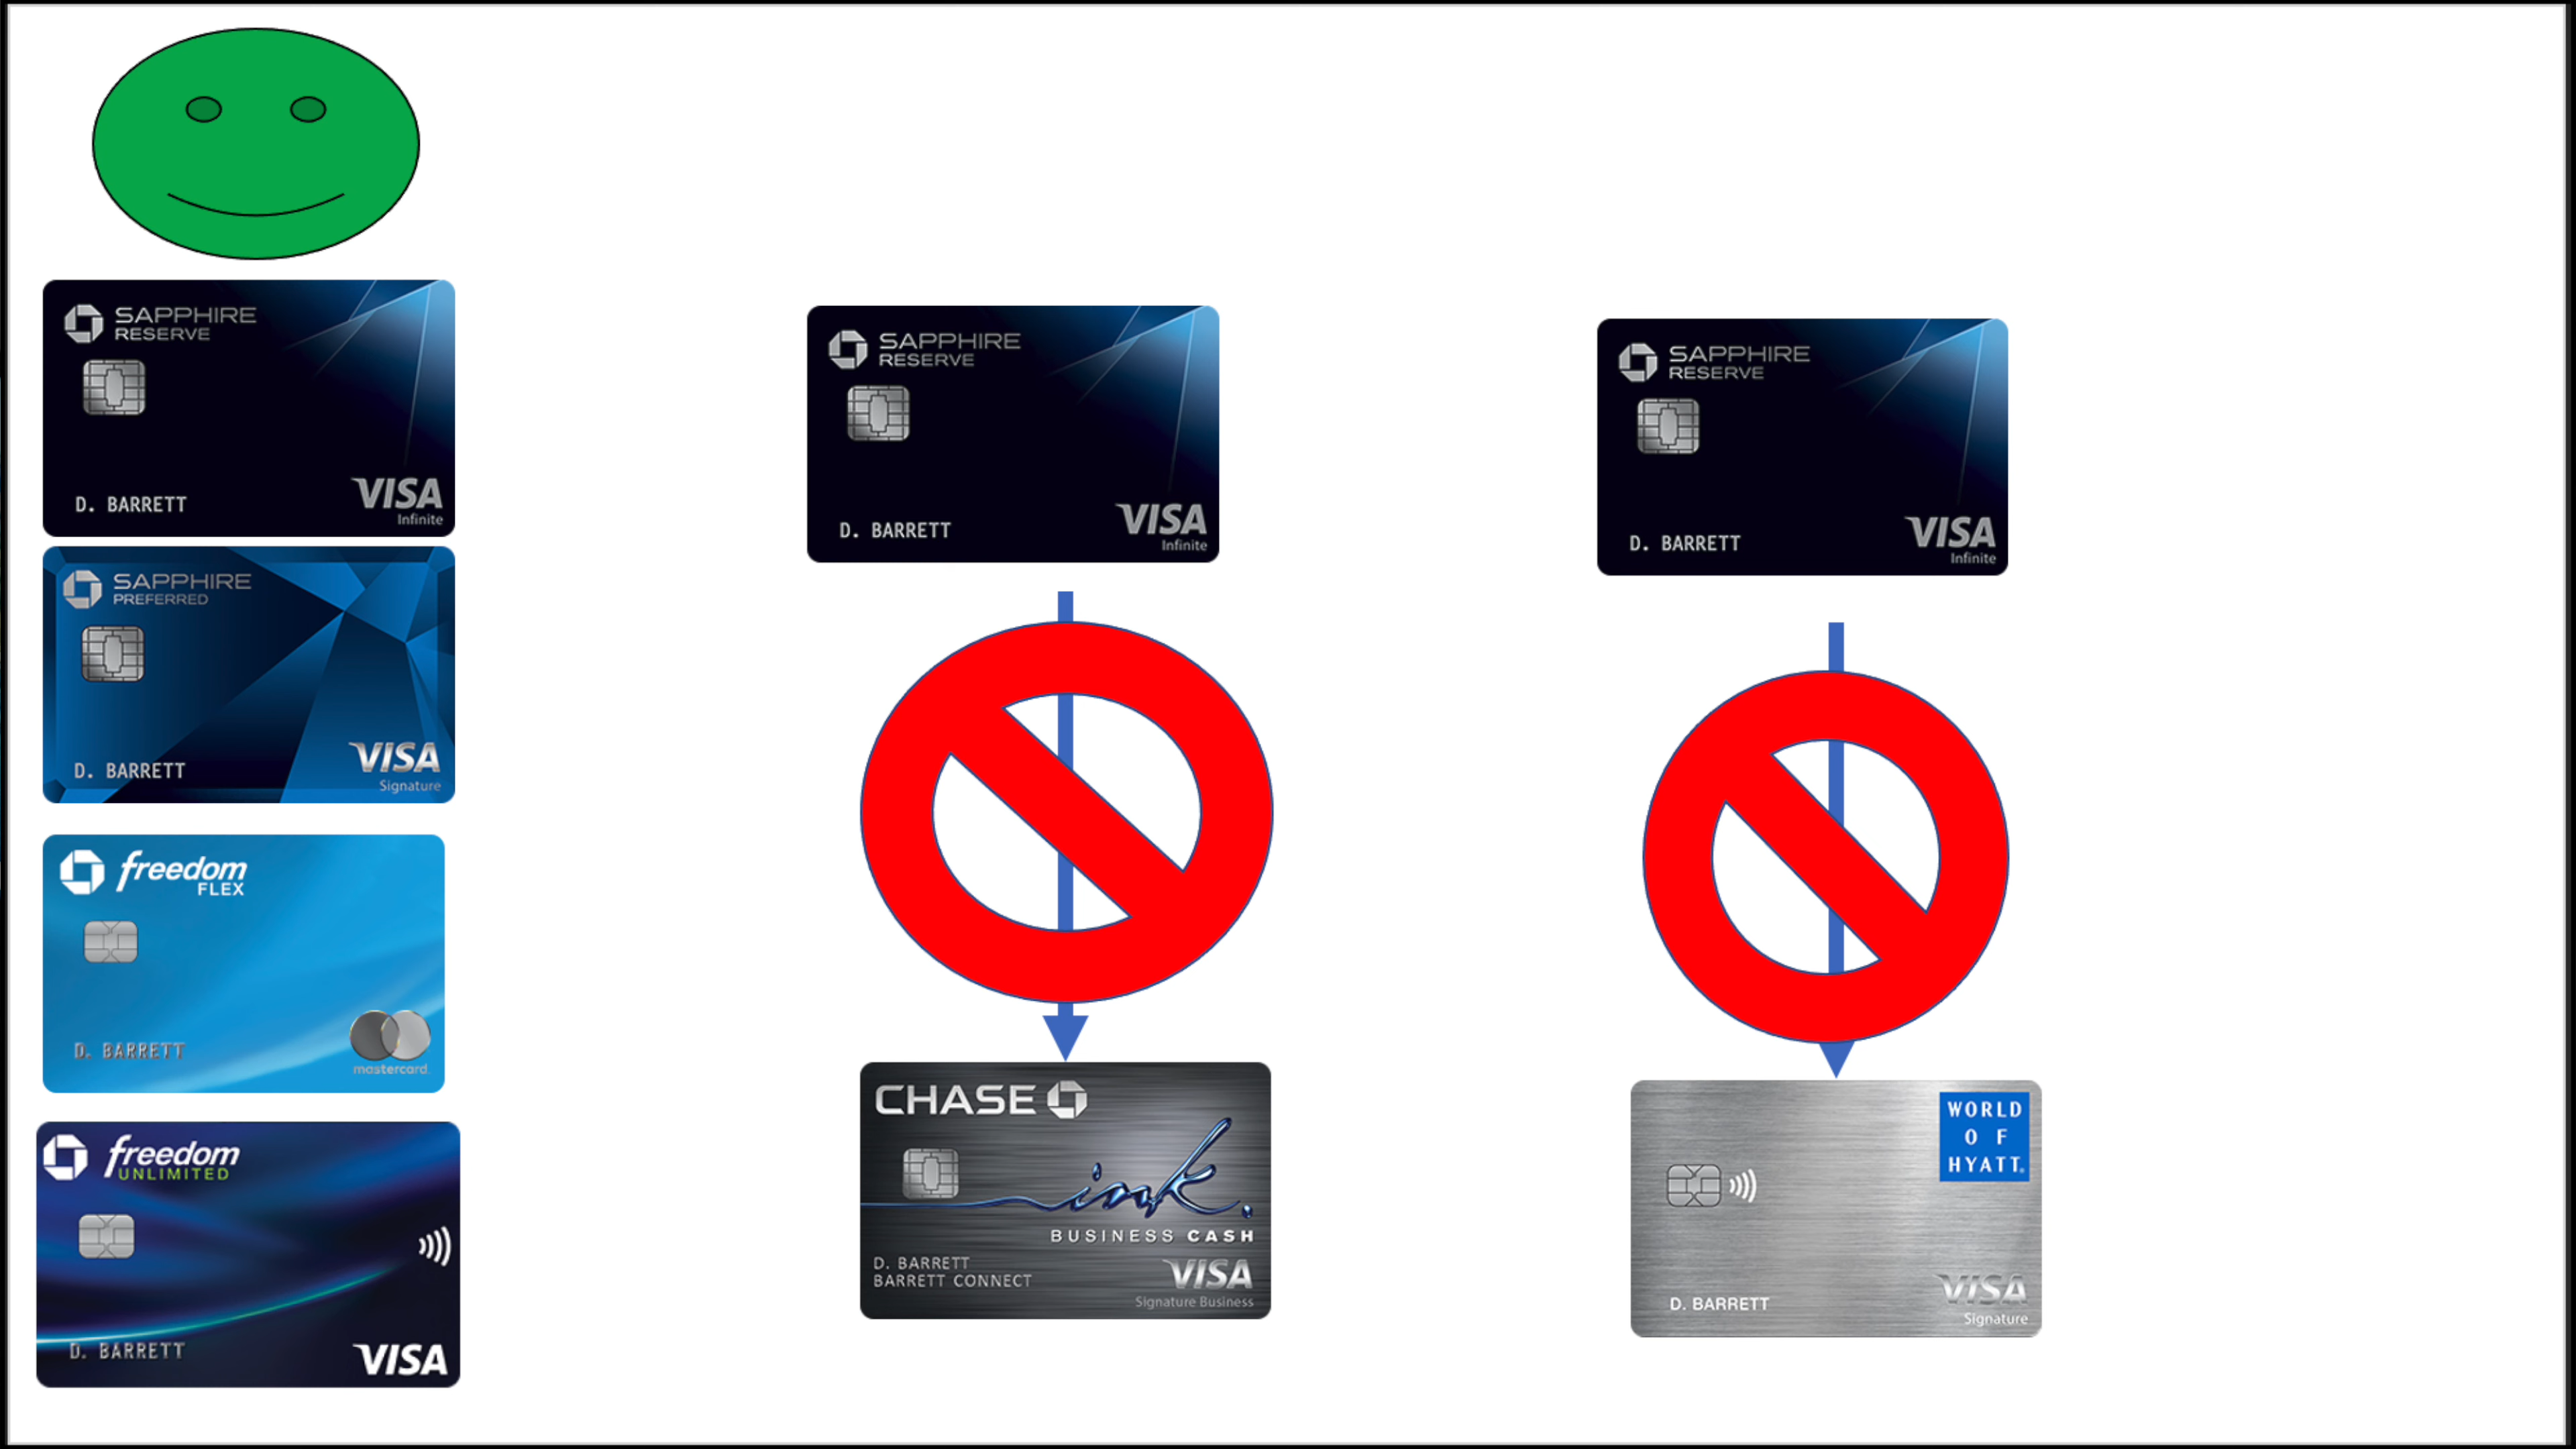 SAPPHIRE
RESERVE
D. BARRETT
VISA
Infinite
SAPPHIRE
PREFERRED
D. BARRETT
VISA
Signature
freedom
FLEX
D. BARRETT
mastercard.
freedom
UNLIMITED
D. BARRETT
VISA
SAPPHIRE
RESERVE
D. BARRETT
VISA
Infinite
CHASE
ink.
BUSINESS CASH
D. BARRETT
BARRETT CONNECT
VISA
Signature Business
SAPPHIRE
RESERVE
D. BARRETT
VISA
Infinite
WORLD
OF
HYATT.
D. BARRETT
VISA
Signature